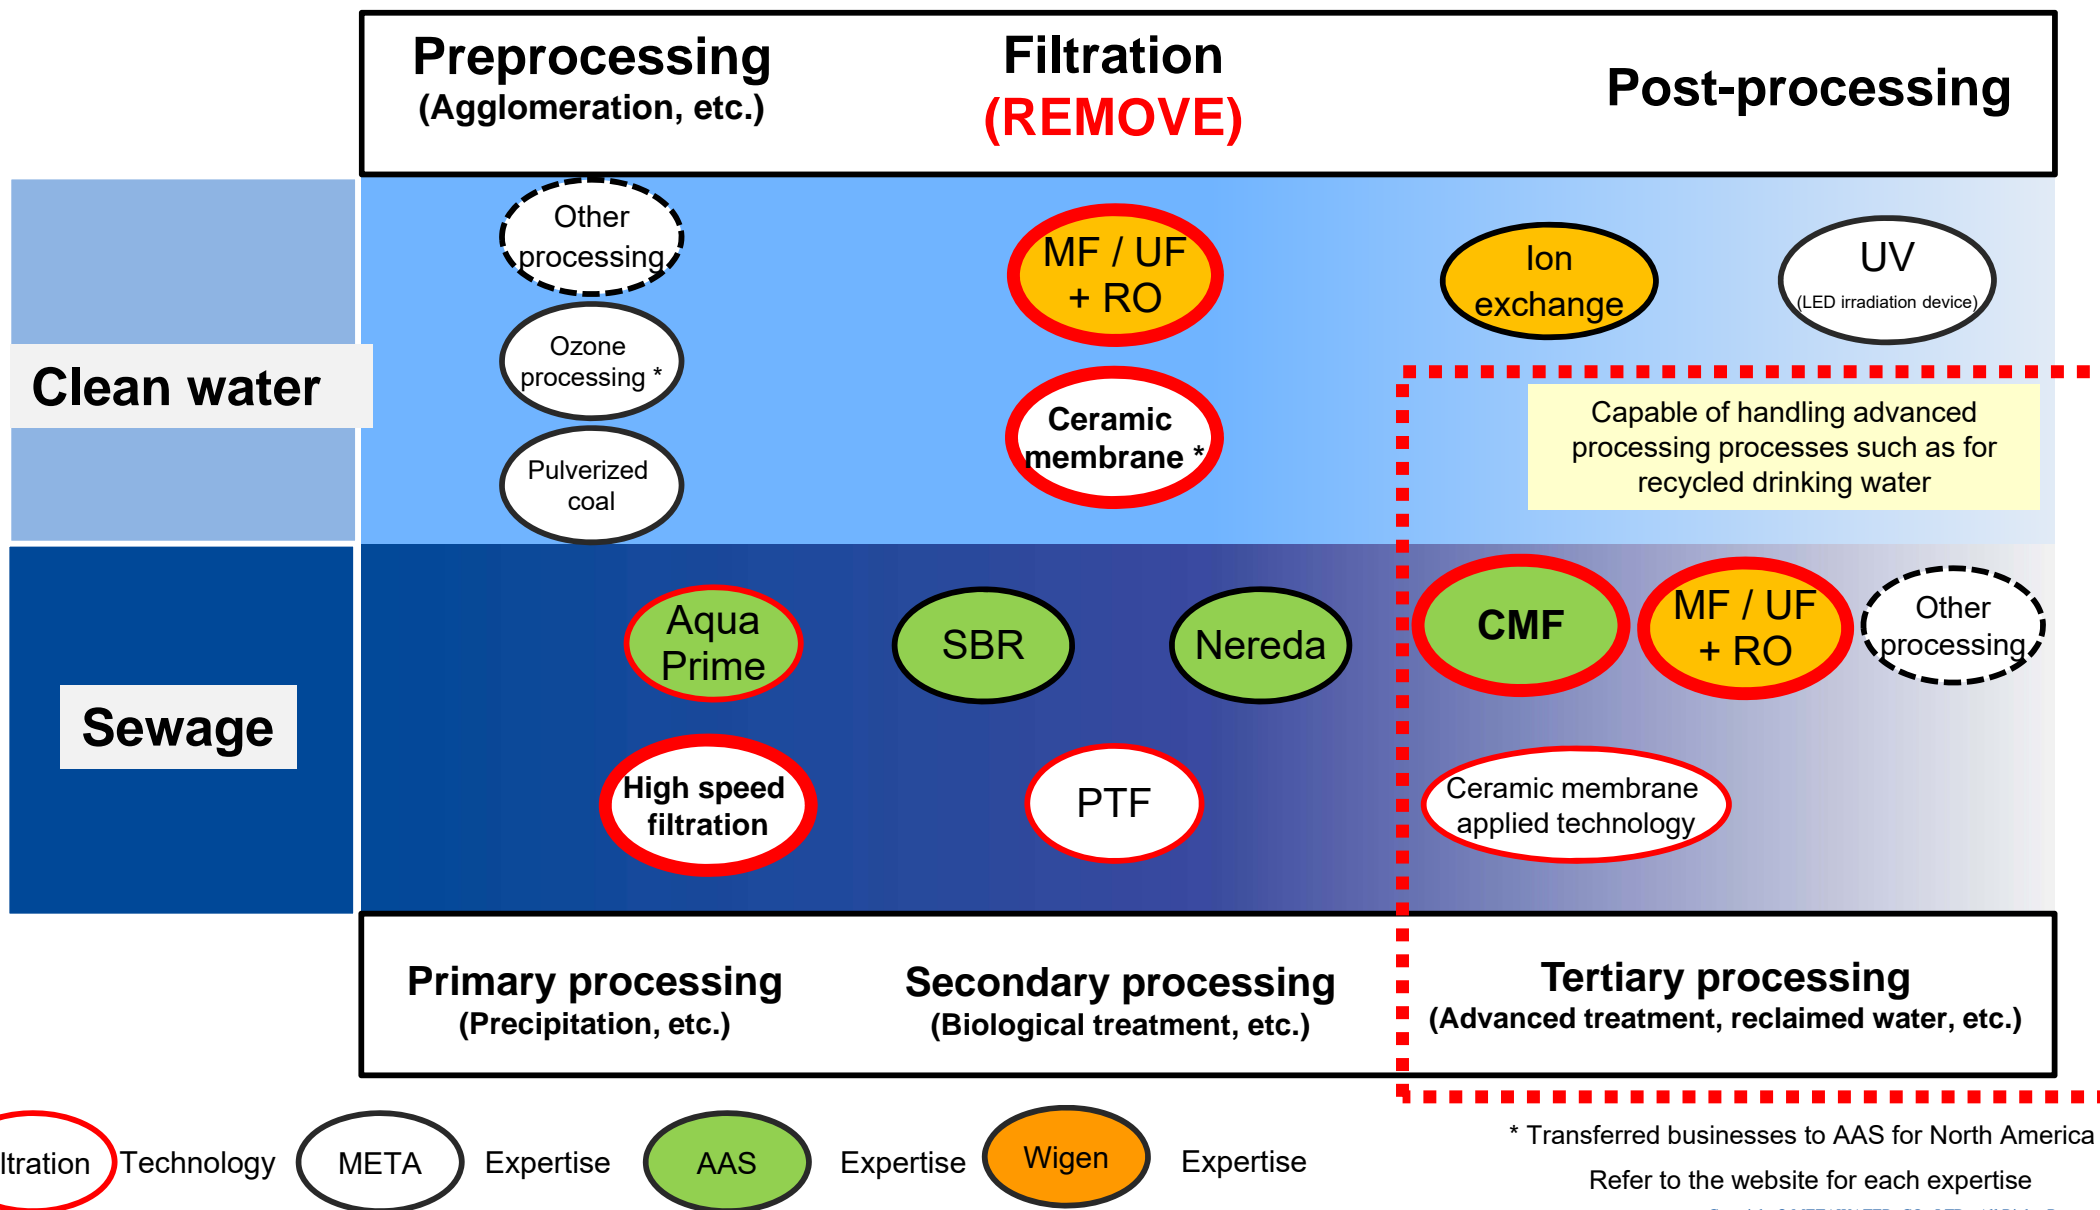 Preprocessing
(Agglomeration, etc.)
Filtration
(REMOVE)
Post-processing
Clean water
Other
processing
Ozone
processing *
Pulverized
coal
MF / UF
+ RO
Ceramic
membrane *
Ion
exchange
UV
(LED irradiation device)
Capable of handling advanced
processing processes such as for
recycled drinking water
Sewage
Aqua
Prime
SBR
Nereda
CMF
MF / UF
+ RO
Other
processing
High speed
filtration
PTF
Ceramic membrane
applied technology
Primary processing
(Precipitation, etc.)
Secondary processing
(Biological treatment, etc.)
Tertiary processing
(Advanced treatment, reclaimed water, etc.)
ltration Technology
META Expertise
AAS Expertise
Wigen Expertise
* Transferred businesses to AAS for North America
Refer to the website for each expertise